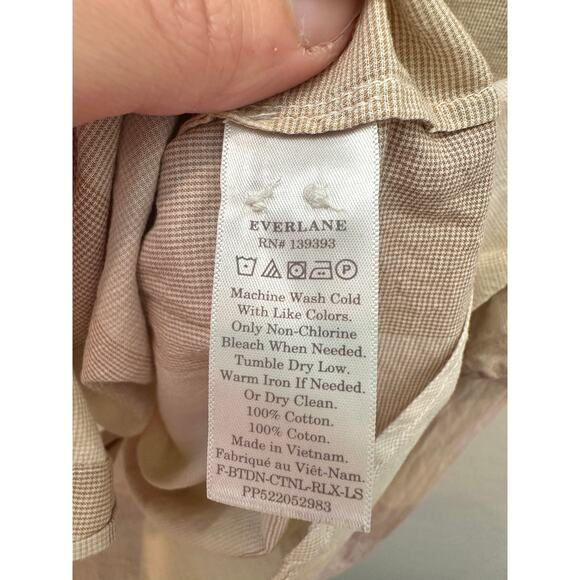 EVERLANE
RN# 139393
P
Machine Wash Cold
With Like Colors.
Only Non-Chlorine
Bleach When Needed.
Tumble Dry Low.
Warm Iron If Needed.
Or Dry Clean.
100% Cotton.
100% Coton.
Made in Vietnam.
Fabriqué au Viêt-Nam.
F-BTDN-CTNL-RLX-LS
PP522052983